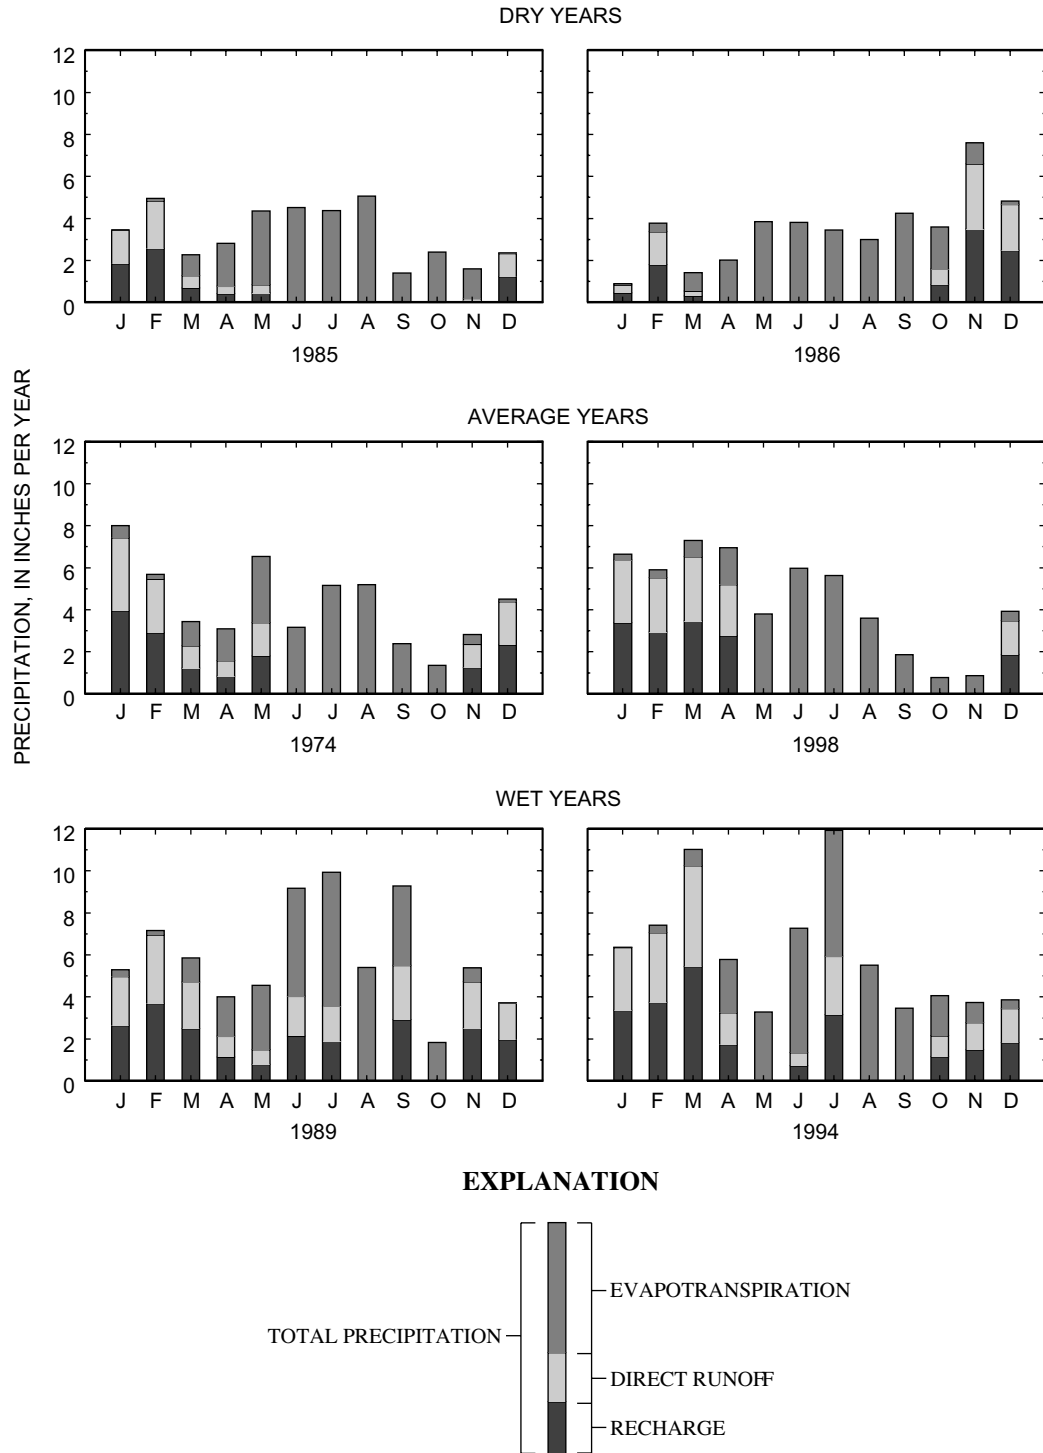 DRY YEARS
12
10
8
6
4
2
0
J F M A M J J A S O N D
J F M A M J J A S O N D
1985
1986
PRECIPITATION, IN INCHES PER YEAR
AVERAGE YEARS
12
10
8
6
4
2
0
J F M A M J J A S O N D
J F M A M J J A S O N D
1974
1998
WET YEARS
12
10
8
6
4
2
0
J F M A M J J A S O N D
J F M A M J J A S O N D
1989
1994
EXPLANATION
EVAPOTRANSPIRATION
TOTAL PRECIPITATION
DIRECT RUNOFF
RECHARGE